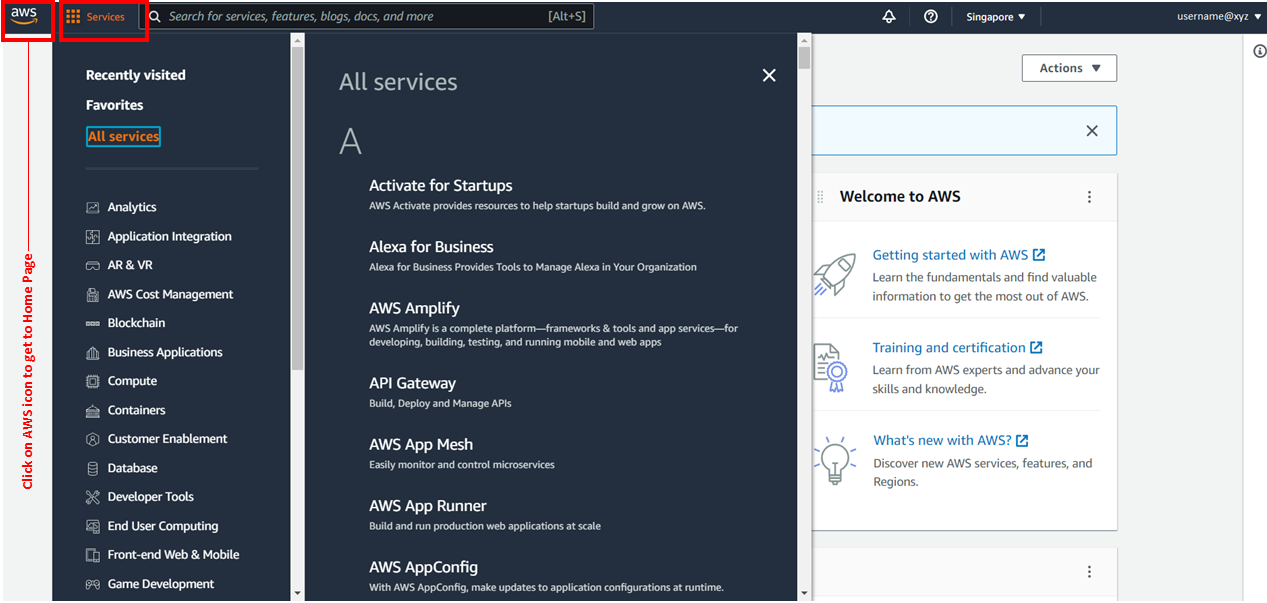 aws
Services
Search for services, features, blogs, docs, and more
[Alt+S]
Singapore
username@xyz
Click on AWS icon to get to Home Page
Recently visited
Favorites
All services
Analytics
Application Integration
AR & VR
AWS Cost Management
Blockchain
Business Applications
Compute
Containers
Customer Enablement
Database
Developer Tools
End User Computing
Front-end Web & Mobile
Game Development
All services
A
Activate for Startups
AWS Activate provides resources to help startups build and grow on AWS.
Alexa for Business
Alexa for Business Provides Tools to Manage Alexa in Your Organization
AWS Amplify
AWS Amplify is a complete platform—frameworks & tools and app services—for
developing, building, testing, and running mobile and web apps
API Gateway
Build, Deploy and Manage APIs
AWS App Mesh
Easily monitor and control microservices
AWS App Runner
Build and run production web applications at scale
AWS AppConfig
With AWS AppConfig, make updates to application configurations at runtime.
Actions
Welcome to AWS
Getting started with AWS
Learn the fundamentals and find valuable
information to get the most out of AWS.
Training and certification
Learn from AWS experts and advance your
skills and knowledge.
What's new with AWS?
Discover new AWS services, features, and
Regions.